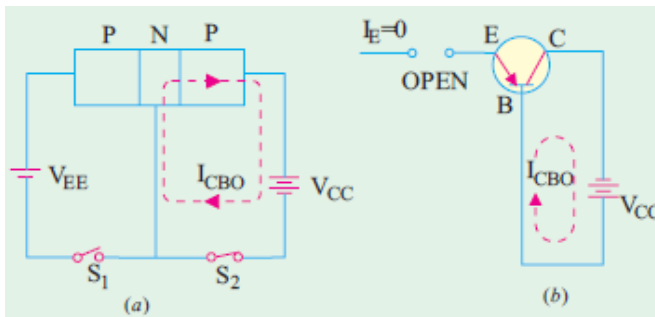 P N P
V_EE
I_CBO
V_CC
S_1
S_2
(a)
I_E=0
E
C
OPEN
B
I_CBO
V_CC
(b)